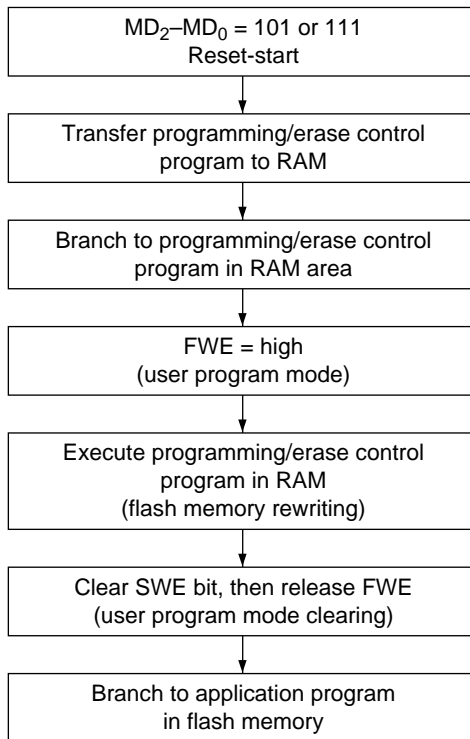 MD₂–MD₀ = 101 or 111
Reset-start
Transfer programming/erase control
program to RAM
Branch to programming/erase control
program in RAM area
FWE = high
(user program mode)
Execute programming/erase control
program in RAM
(flash memory rewriting)
Clear SWE bit, then release FWE
(user program mode clearing)
Branch to application program
in flash memory